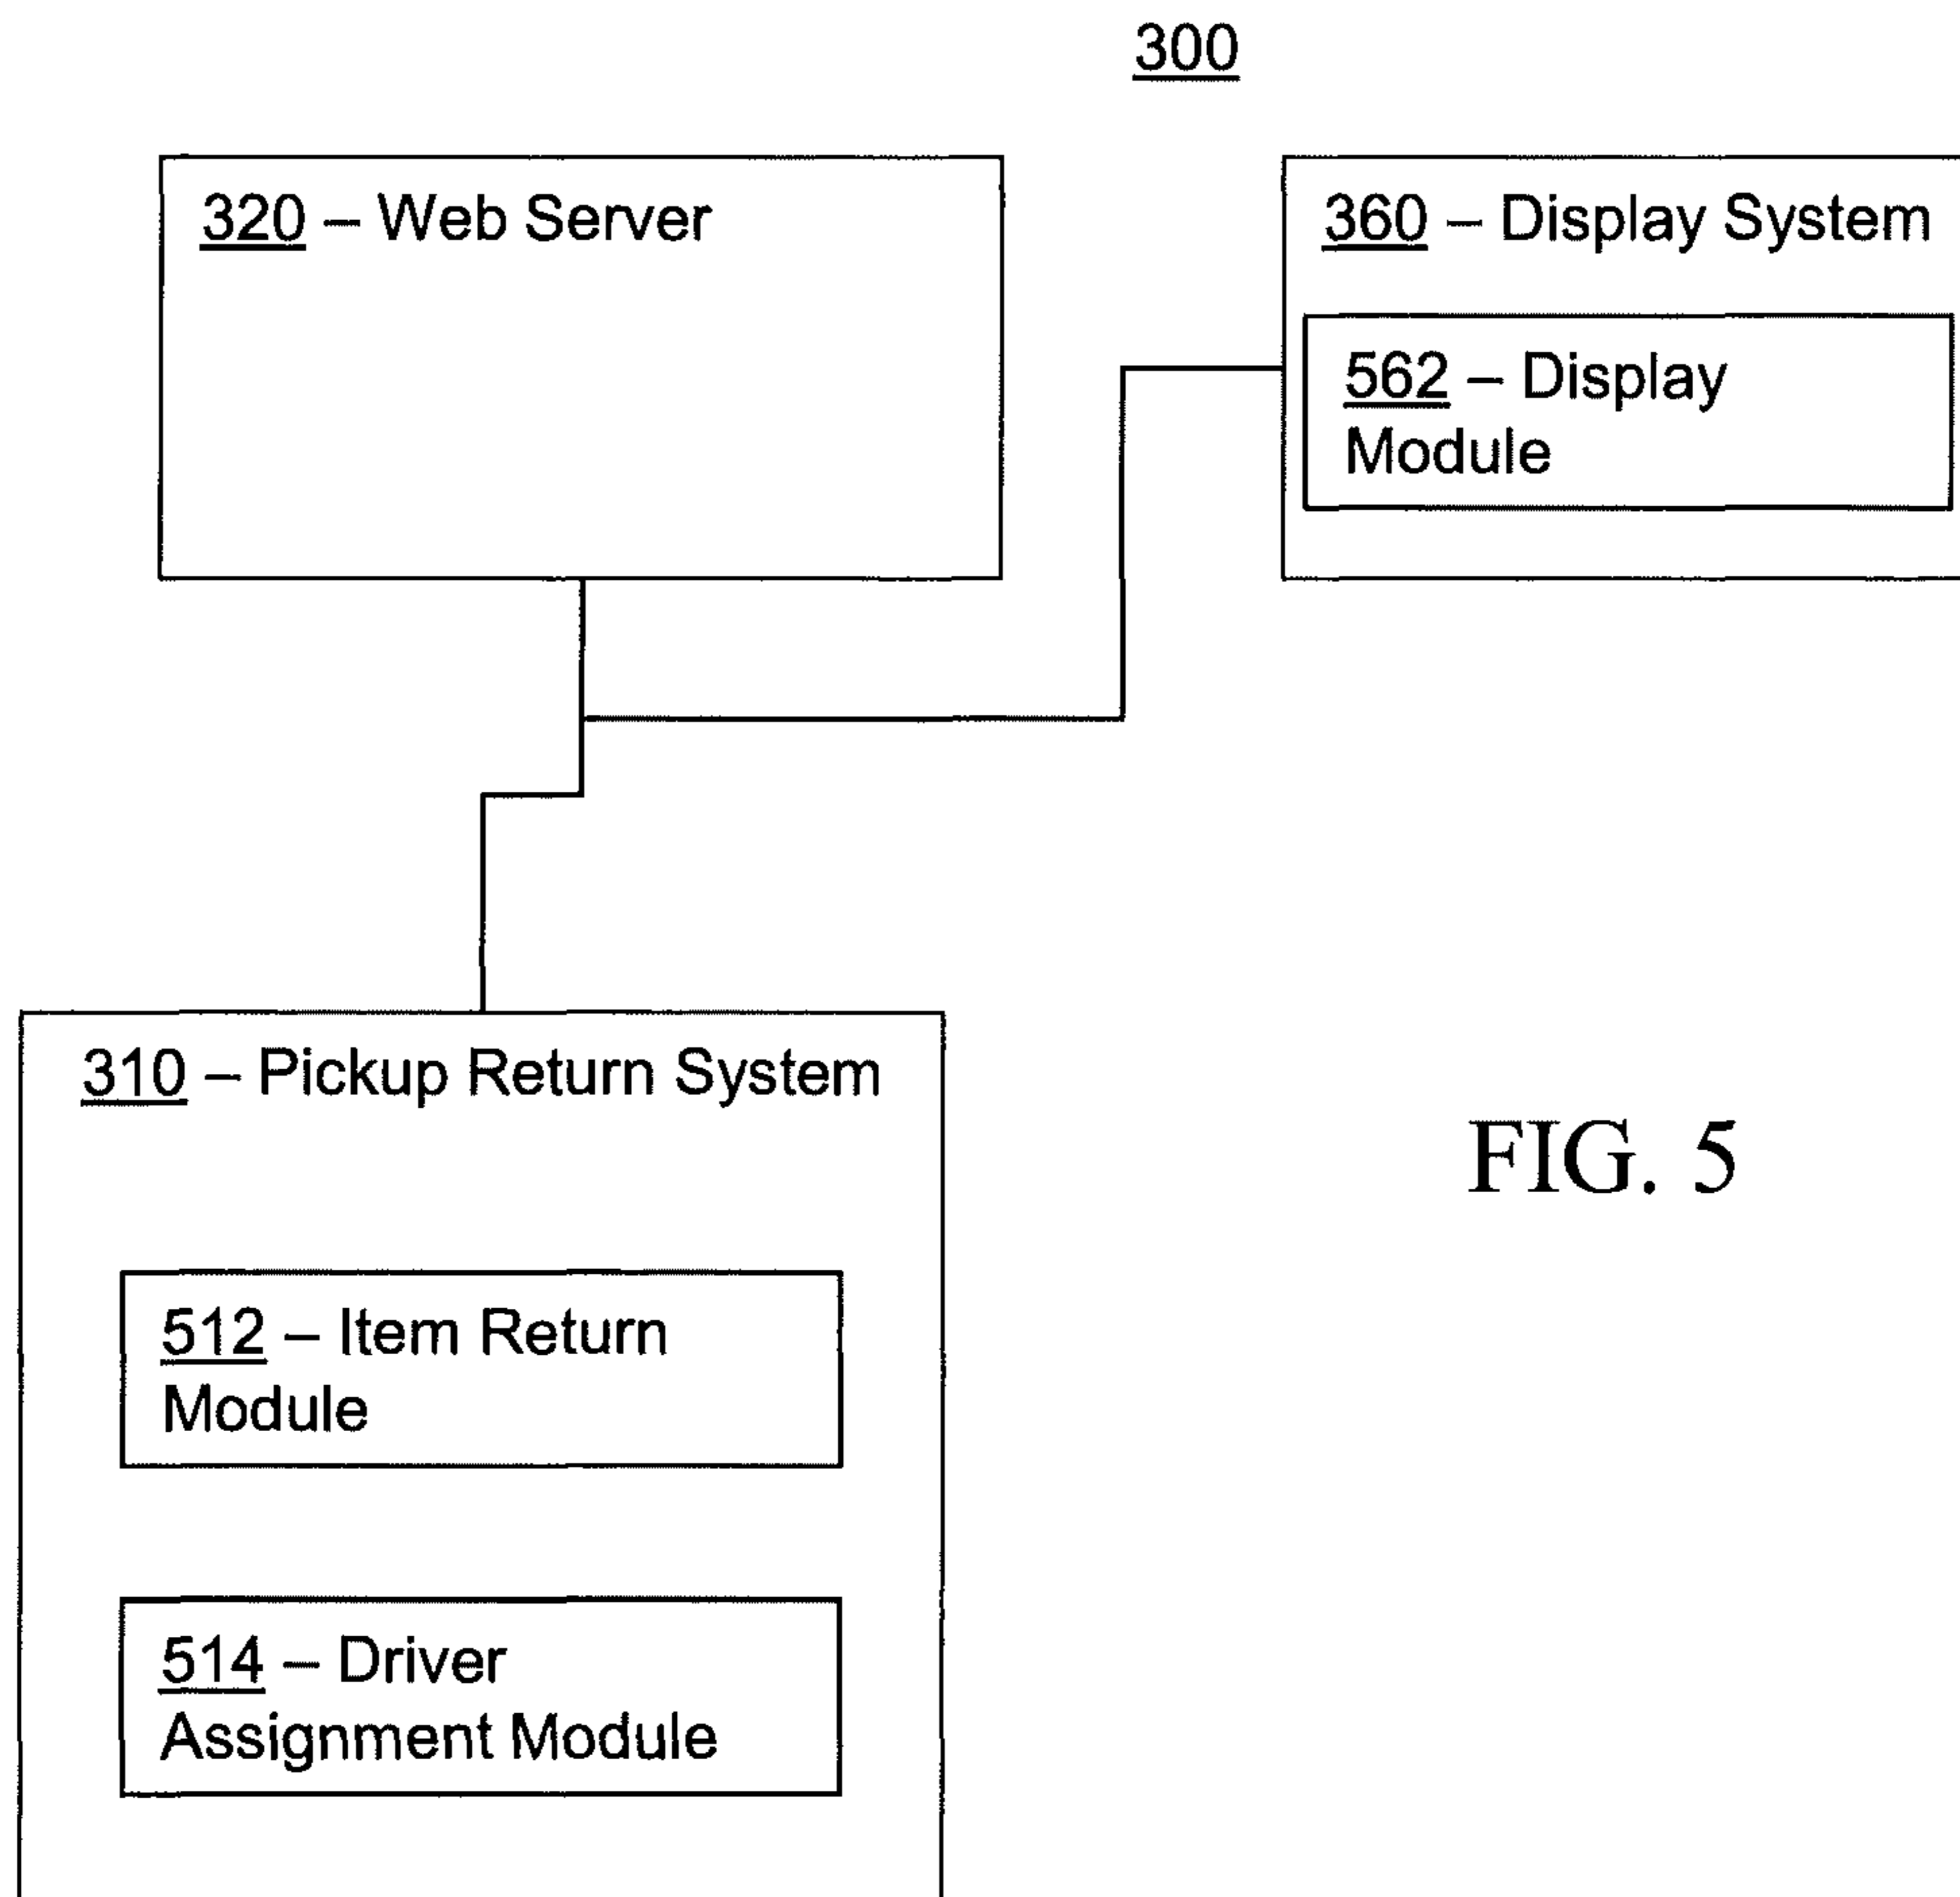 300
320 – Web Server
360 – Display System
562 – Display
Module
310 – Pickup Return System
512 – Item Return
Module
514 – Driver
Assignment Module
FIG. 5